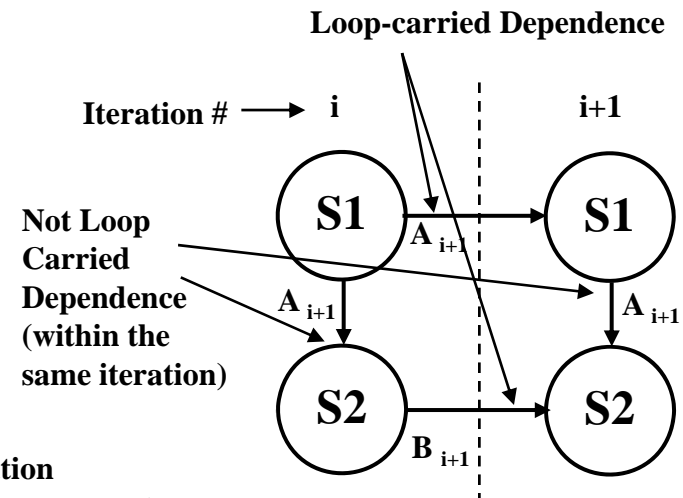 Loop-carried Dependence
Iteration # i i+1
S1 S1
Not Loop
Carried
Dependence
(within the
same iteration)
A i+1
A i+1 A i+1
S2 S2
B i+1
tion